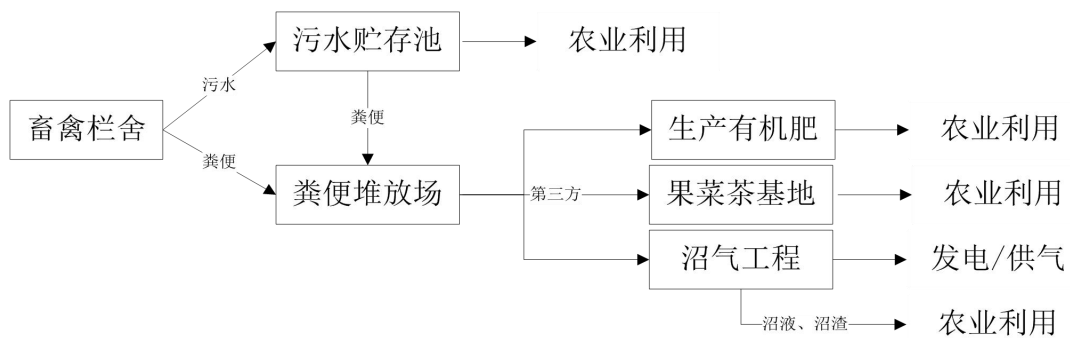 污水贮存池
农业利用
污水
畜禽栏舍
粪便
粪便
粪便堆放场
第三方
生产有机肥
农业利用
果菜茶基地
农业利用
沼气工程
发电/供气
沼液、沼渣
农业利用